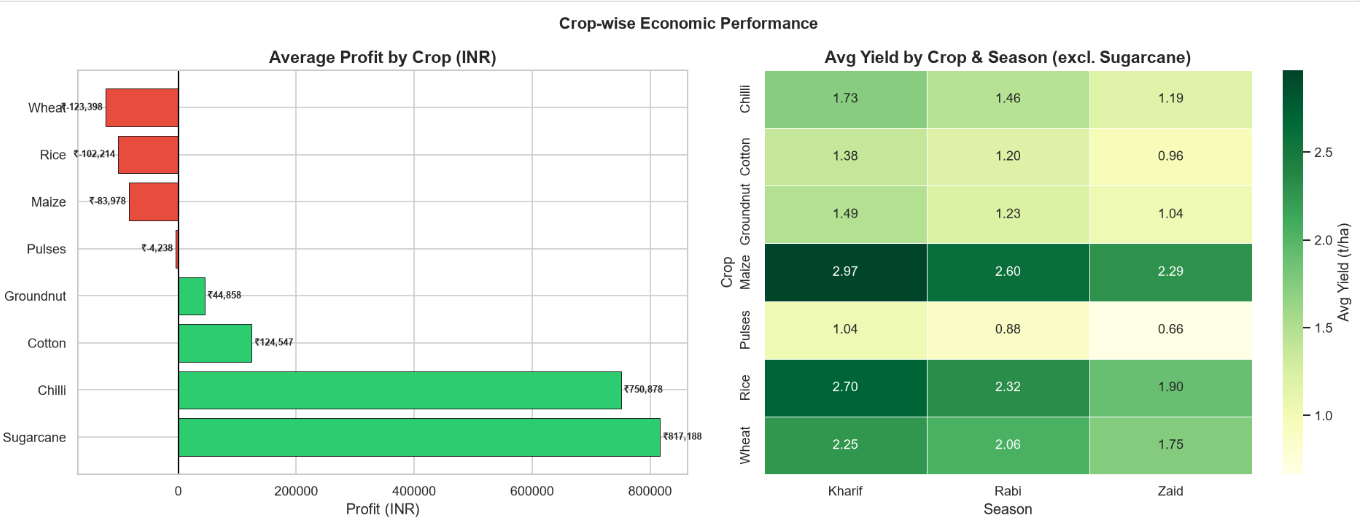 Crop-wise Economic Performance
Average Profit by Crop (INR)
Wheat ₹-123,398
Rice ₹-102,214
Maize ₹-83,978
Pulses ₹-4,238
Groundnut ₹44,858
Cotton ₹124,547
Chilli ₹750,878
Sugarcane ₹817,188
0 200000 400000 600000 800000
Profit (INR)
Avg Yield by Crop & Season (excl. Sugarcane)
Crop
Chilli 1.73 1.46 1.19
Cotton 1.38 1.20 0.96
Groundnut 1.49 1.23 1.04
Maize 2.97 2.60 2.29
Pulses 1.04 0.88 0.66
Rice 2.70 2.32 1.90
Wheat 2.25 2.06 1.75
Kharif Rabi Zaid
Season
2.5
2.0
1.5
1.0
Avg Yield (t/ha)